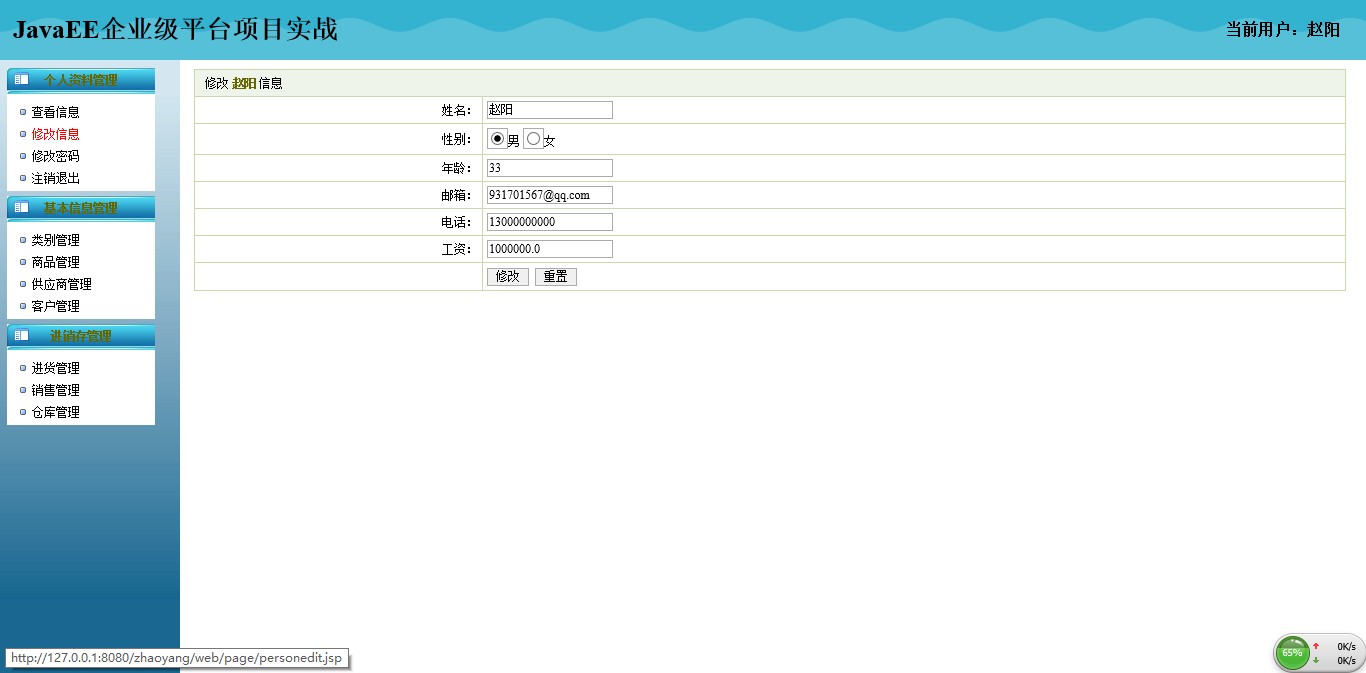 JavaEE企业级平台项目实战
当前用户：赵阳
个人资料管理
查看信息
修改信息
修改密码
注销退出
基本信息管理
类别管理
商品管理
供应商管理
客户管理
进销存管理
进货管理
销售管理
仓库管理
修改 赵阳 信息
姓名： 赵阳
性别： 男 女
年龄： 33
邮箱： 931701567@qq.com
电话： 13000000000
工资： 1000000.0
修改 重置
http://127.0.0.1:8080/zhaoyang/web/page/personedit.jsp
65%
0K/s
0K/s